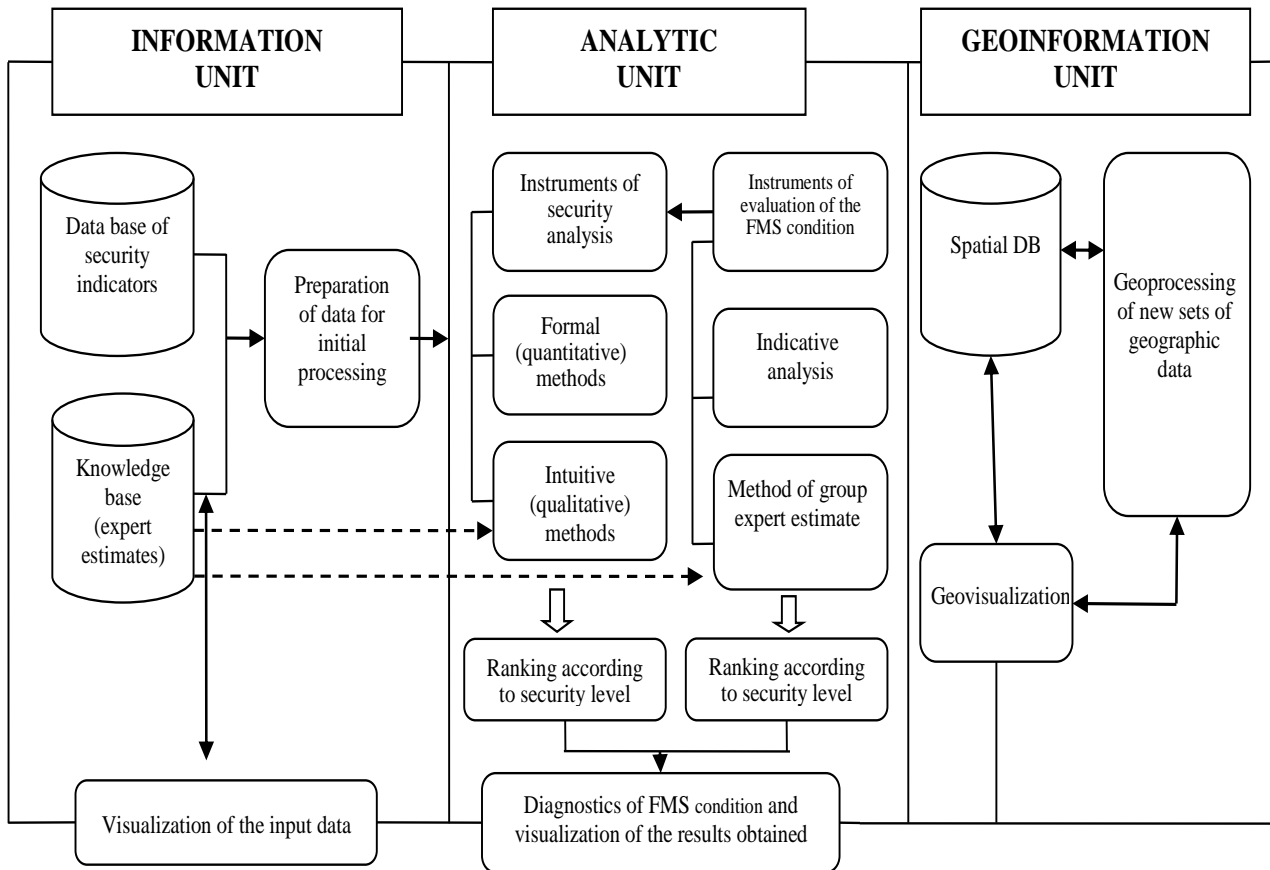 INFORMATION
UNIT
Data base of
security
indicators
Preparation
of data for
initial
processing
Knowledge
base
(expert
estimates)
Visualization of the input data
ANALYTIC
UNIT
Instruments of
security
analysis
Instruments of
evaluation of the
FMS condition
Formal
(quantitative)
methods
Indicative
analysis
Intuitive
(qualitative)
methods
Method of group
expert estimate
Ranking according
to security level
Ranking according
to security level
Diagnostics of FMS condition and
visualization of the results obtained
GEOINFORMATION
UNIT
Spatial DB
Geoprocessing
of new sets of
geographic
data
Geovisualization